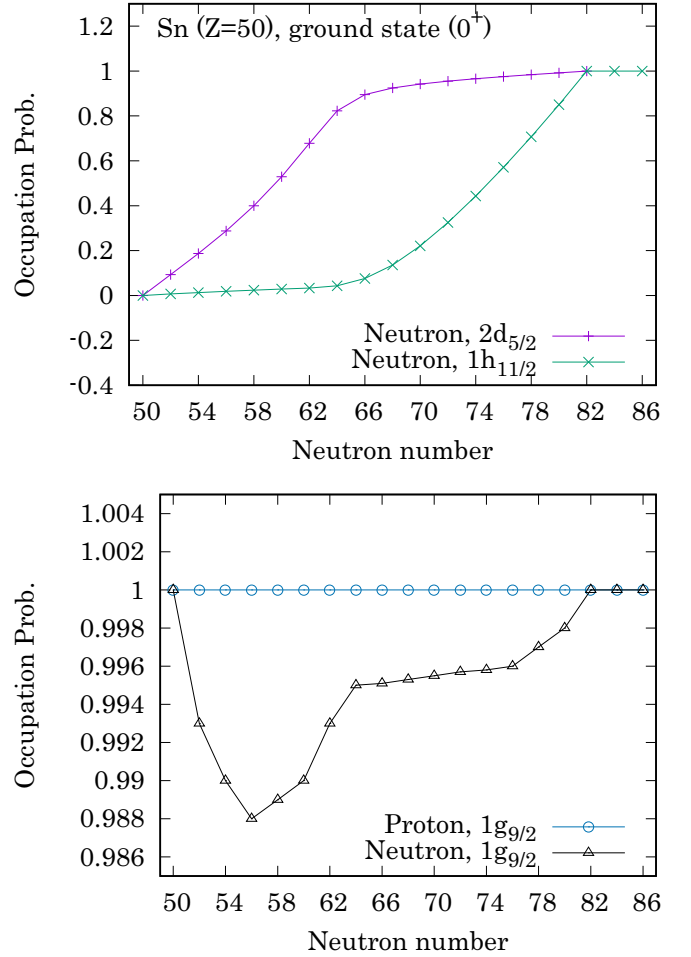 Sn (Z=50), ground state (0+)
1.2
1
0.8
0.6
0.4
0.2
0
-0.2
-0.4
Occupation Prob.
Neutron, 2d5/2
Neutron, 1h11/2
50 54 58 62 66 70 74 78 82 86
Neutron number
1.004
1.002
1
0.998
0.996
0.994
0.992
0.99
0.988
0.986
Occupation Prob.
Proton, 1g9/2
Neutron, 1g9/2
50 54 58 62 66 70 74 78 82 86
Neutron number